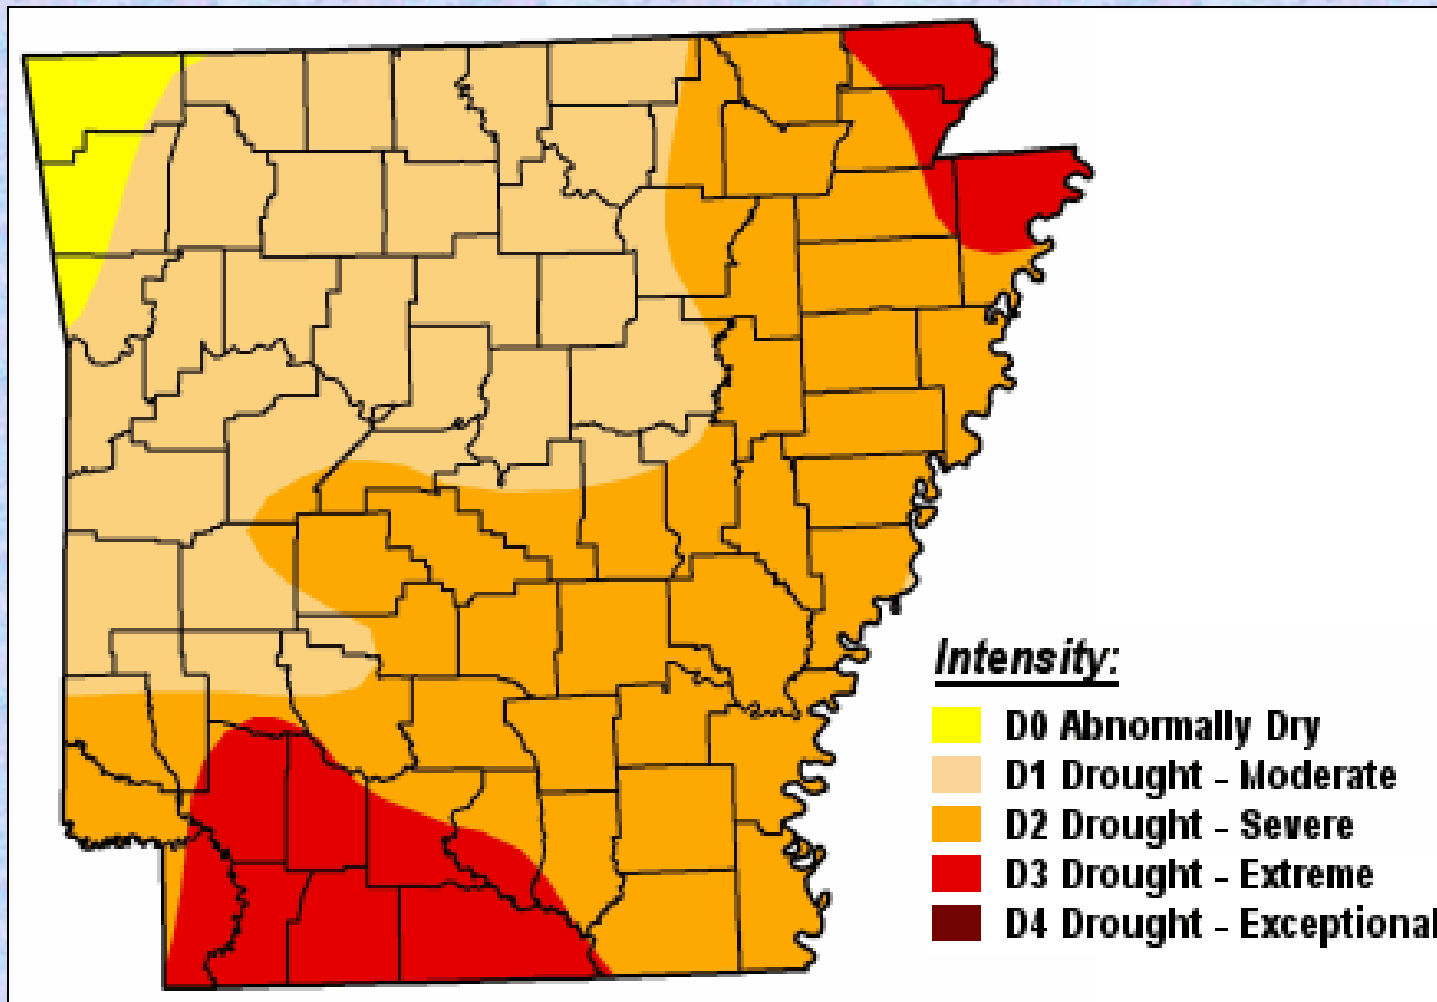 Intensity:
D0 Abnormally Dry
D1 Drought - Moderate
D2 Drought - Severe
D3 Drought - Extreme
D4 Drought - Exceptional